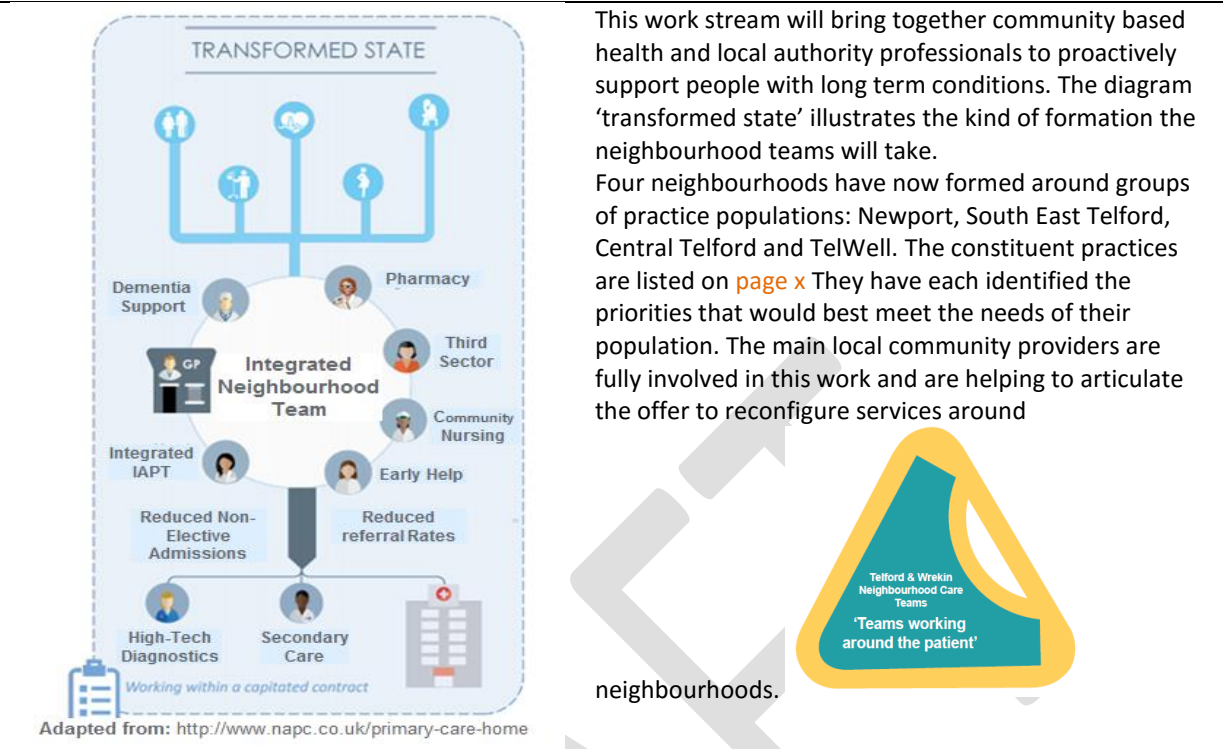 TRANSFORMED STATE
Dementia
Support
Pharmacy
Third
Sector
GP
Integrated
Neighbourhood
Team
Community
Nursing
Integrated
IAPT
Early Help
Reduced Non-
Elective
Admissions
Reduced
referral Rates
High-Tech
Diagnostics
Secondary
Care
Working within a capitated contract
Adapted from: http://www.napc.co.uk/primary-care-home
This work stream will bring together community based
health and local authority professionals to proactively
support people with long term conditions. The diagram
‘transformed state’ illustrates the kind of formation the
neighbourhood teams will take.
Four neighbourhoods have now formed around groups
of practice populations: Newport, South East Telford,
Central Telford and TelWell. The constituent practices
are listed on page x They have each identified the
priorities that would best meet the needs of their
population. The main local community providers are
fully involved in this work and are helping to articulate
the offer to reconfigure services around
Telford & Wrekin
Neighbourhood Care
Teams
‘Teams working
around the patient’
neighbourhoods.